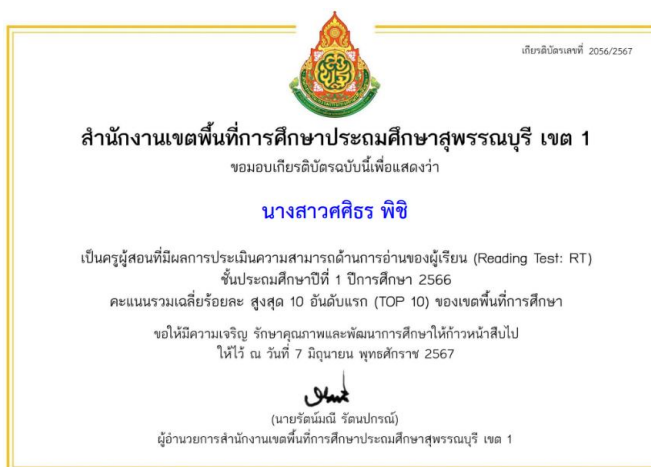 เกียรติบัตรเลขที่ 2056/2567
สำนักงานเขตพื้นที่การศึกษาประถมศึกษาสุพรรณบุรี เขต 1
ขอมอบเกียรติบัตรฉบับนี้เพื่อแสดงว่า
นางสาวศศิธร พิชิ
เป็นครูผู้สอนที่มีผลการประเมินความสามารถด้านการอ่านของผู้เรียน (Reading Test: RT)
ชั้นประถมศึกษาปีที่ 1 ปีการศึกษา 2566
คะแนนรวมเฉลี่ยร้อยละ สูงสุด 10 อันดับแรก (TOP 10) ของเขตพื้นที่การศึกษา
ขอให้มีความเจริญ รักษาคุณภาพและพัฒนาการศึกษาให้ก้าวหน้าสืบไป
ให้ไว้ ณ วันที่ 7 มิถุนายน พุทธศักราช 2567
(นายรัตน์มณี รัตนปกรณ์)
ผู้อำนวยการสำนักงานเขตพื้นที่การศึกษาประถมศึกษาสุพรรณบุรี เขต 1